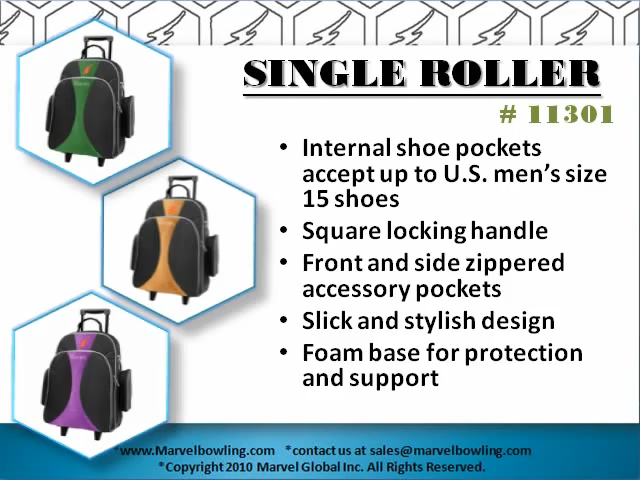 SINGLE ROLLER
# 11301
• Internal shoe pockets
accept up to U.S. men’s size
15 shoes
• Square locking handle
• Front and side zippered
accessory pockets
• Slick and stylish design
• Foam base for protection
and support
*www.Marvelbowling.com *contact us at sales@marvelbowling.com
*Copyright 2010 Marvel Global Inc. All Rights Reserved.